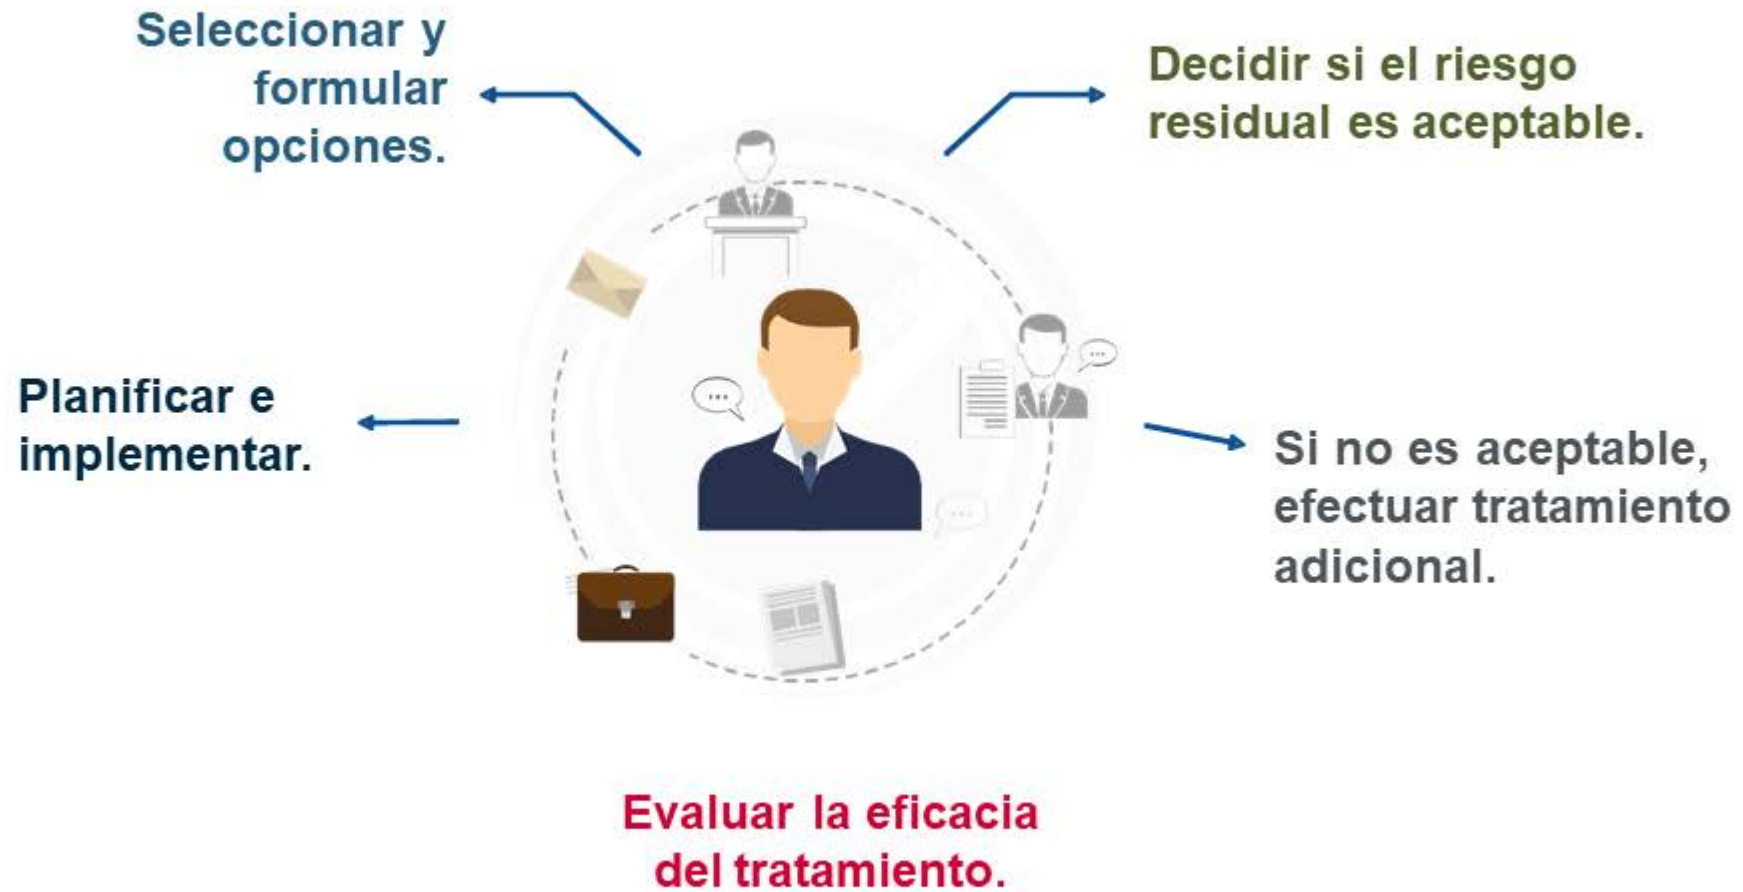 Seleccionar y
formular
opciones.
Decidir si el riesgo
residual es aceptable.
Planificar e
implementar.
Si no es aceptable,
efectuar tratamiento
adicional.
Evaluar la eficacia
del tratamiento.